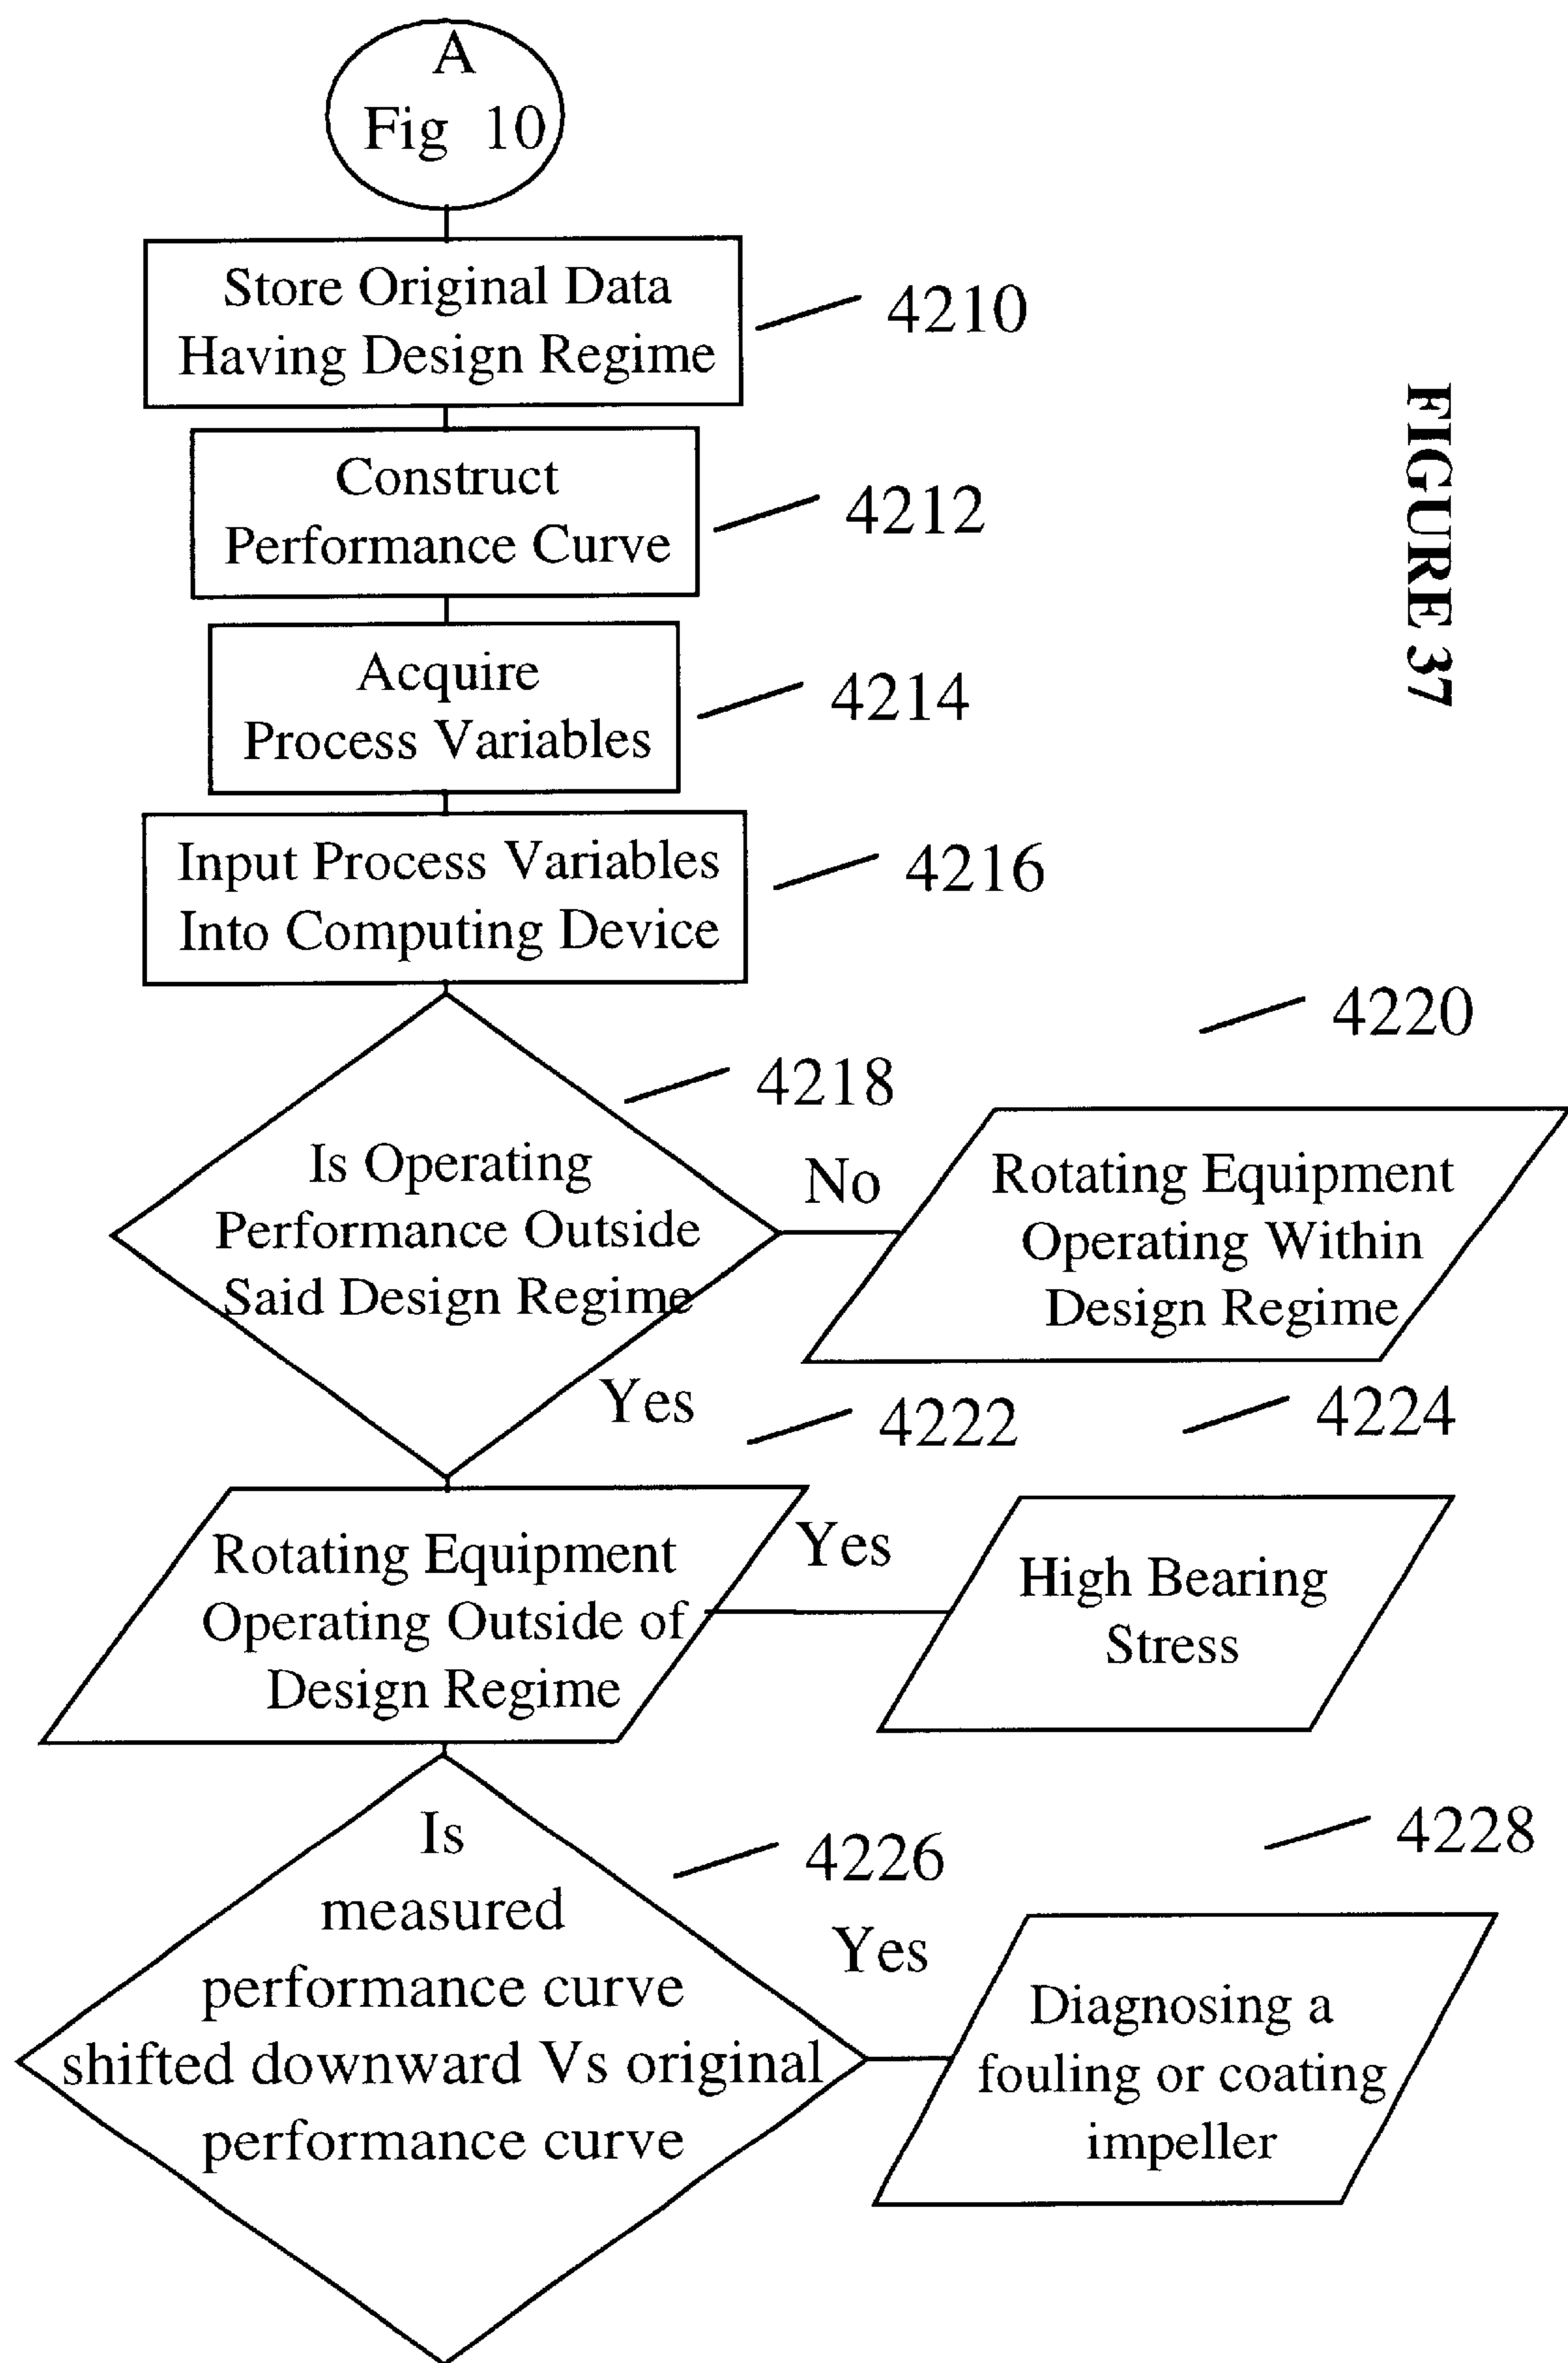 A
Fig 10
Store Original Data
Having Design Regime
4210
Construct
Performance Curve
4212
Acquire
Process Variables
4214
Input Process Variables
Into Computing Device
4216
FIGURE 37
Is Operating
Performance Outside
Said Design Regime
4218
No
Rotating Equipment
Operating Within
Design Regime
4220
Yes
Rotating Equipment
Operating Outside of
Design Regime
4222
Yes
High Bearing
Stress
4224
Is
measured
performance curve
shifted downward Vs original
performance curve
4226
Yes
Diagnosing a
fouling or coating
impeller
4228